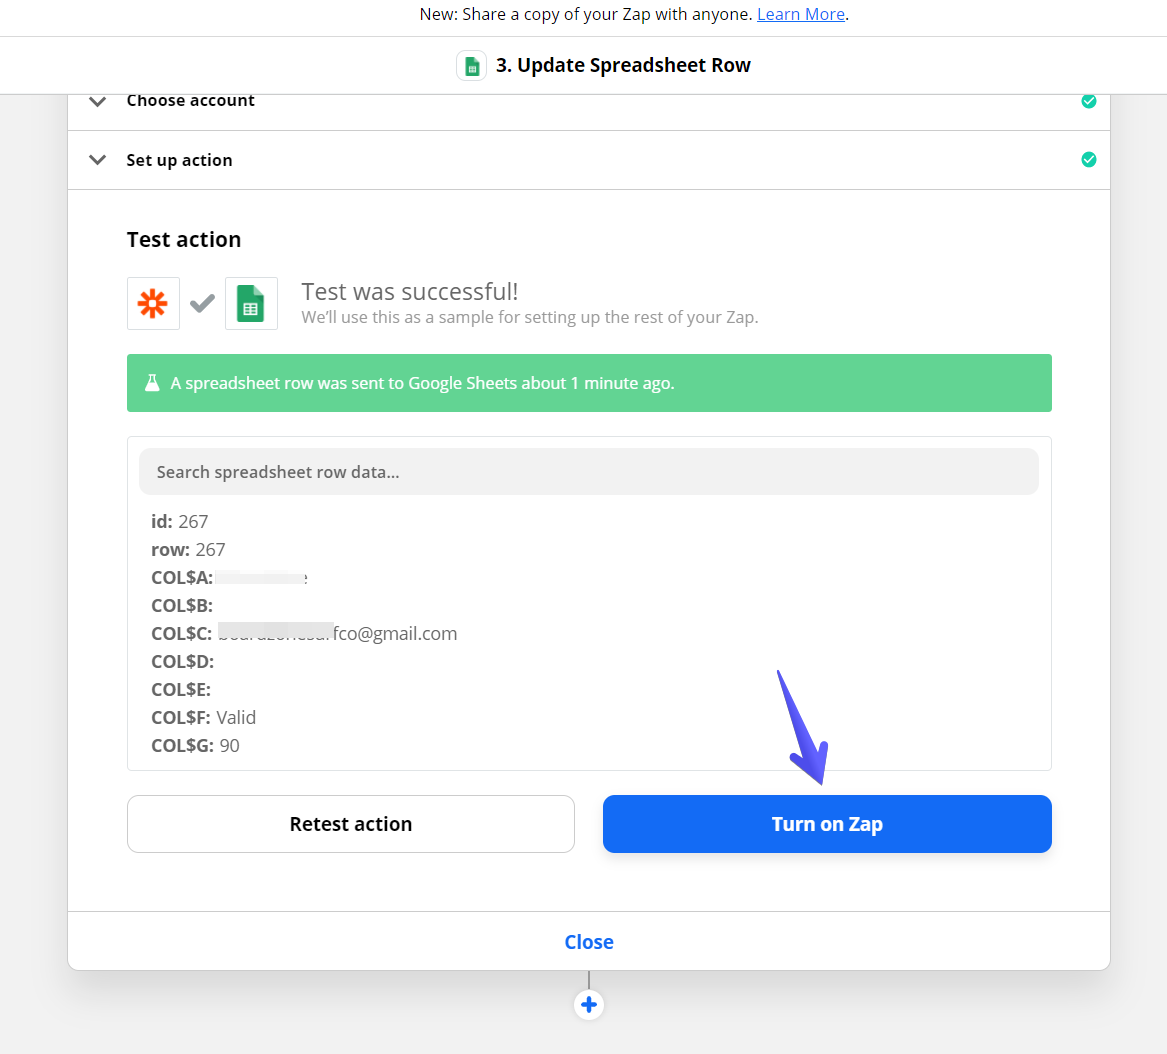 New: Share a copy of your Zap with anyone. Learn More.
3. Update Spreadsheet Row
Choose account
Set up action
Test action
Test was successful!
We'll use this as a sample for setting up the rest of your Zap.
A spreadsheet row was sent to Google Sheets about 1 minute ago.
Search spreadsheet row data...
id: 267
row: 267
COL$A:
COL$B:
COL$C: fco@gmail.com
COL$D:
COL$E:
COL$F: Valid
COL$G: 90
Retest action
Turn on Zap
Close